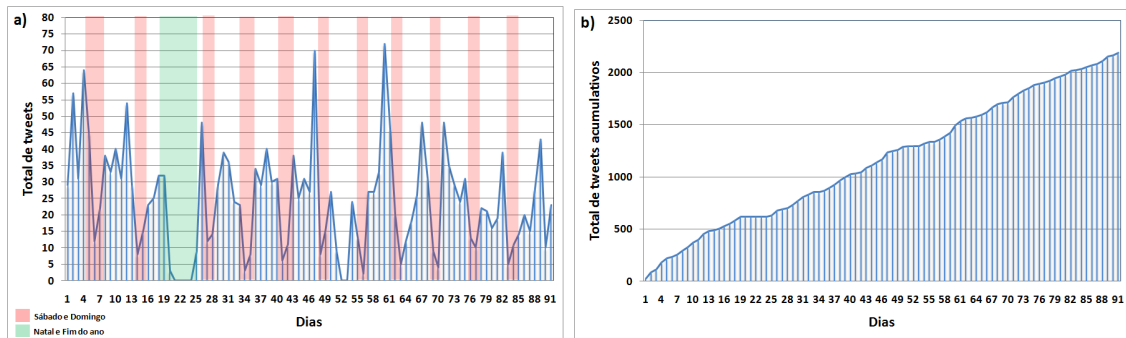 a)
Total de tweets
80
75
70
65
60
55
50
45
40
35
30
25
20
15
10
5
0
1 4 7 10 13 16 19 22 25 28 31 34 37 40 43 46 49 52 55 58 61 64 67 70 73 76 79 82 85 88 91
Dias
Sábado e Domingo
Natal e Fim do ano
b)
Total de tweets acumulativos
2500
2000
1500
1000
500
0
1 4 7 10 13 16 19 22 25 28 31 34 37 40 43 46 49 52 55 58 61 64 67 70 73 76 79 82 85 88 91
Dias